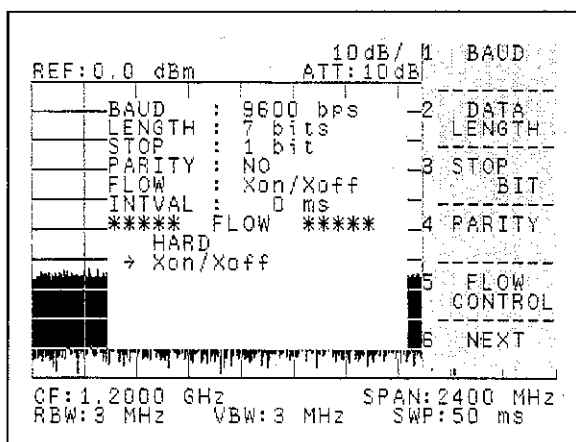 10dB/
REF:0.0 dBm ATT:10dB
BAUD : 9600 bps
LENGTH : 7 bits
STOP : 1 bit
PARITY : NO
FLOW : Xon/Xoff
INTVAL : 0 ms
***** FLOW *****
HARD
→ Xon/Xoff
CF:1.2000 GHz SPAN:2400 MHz
RBW:3 MHz VBW:3 MHz SWP:50 ms
1 BAUD
2 DATA
LENGTH
3 STOP
BIT
4 PARITY
5 FLOW
CONTROL
6 NEXT